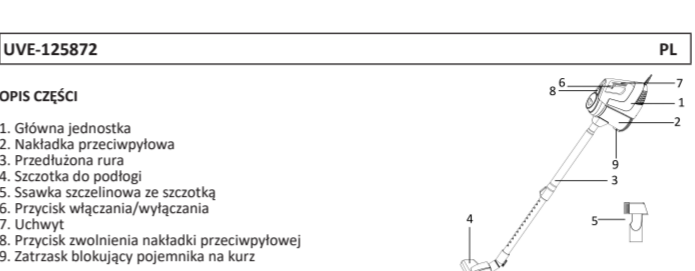 UVE-125872 PL
OPIS CZĘŚCI
1. Główna jednostka
2. Nakładka przeciwpyłowa
3. Przedłużona rura
4. Szczotka do podłogi
5. Ssawka szczelinowa ze szczotką
6. Przycisk włączania/wyłączania
7. Uchwyt
8. Przycisk zwolnienia nakładki przeciwpyłowej
9. Zatrzask blokujący pojemnika na kurz
6
7
8
1
2
9
3
4
5